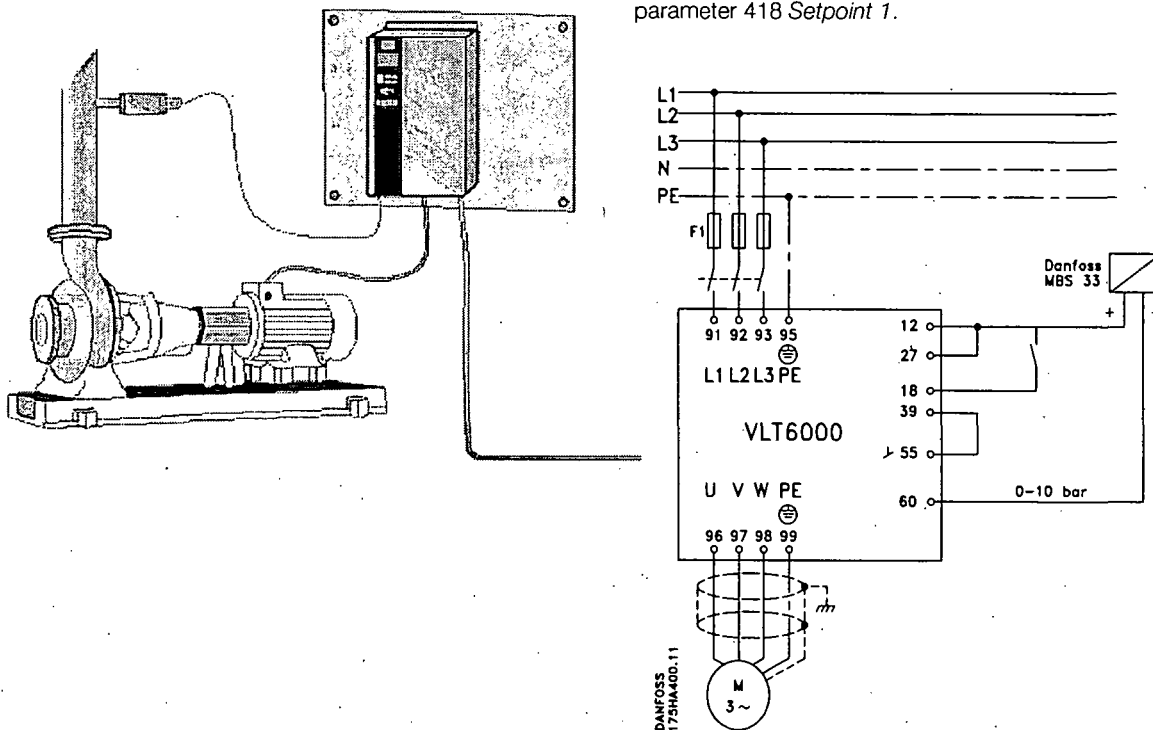 parameter 418 Setpoint 1.
L1
L2
L3
N
PE
F1
Danfoss
MBS 33
+
91 92 93 95
12
27
L1 L2 L3 PE
18
39
VLT6000
55
U V W PE
60
0-10 bar
96 97 98 99
M
3~
DANFOSS
175HA400.11